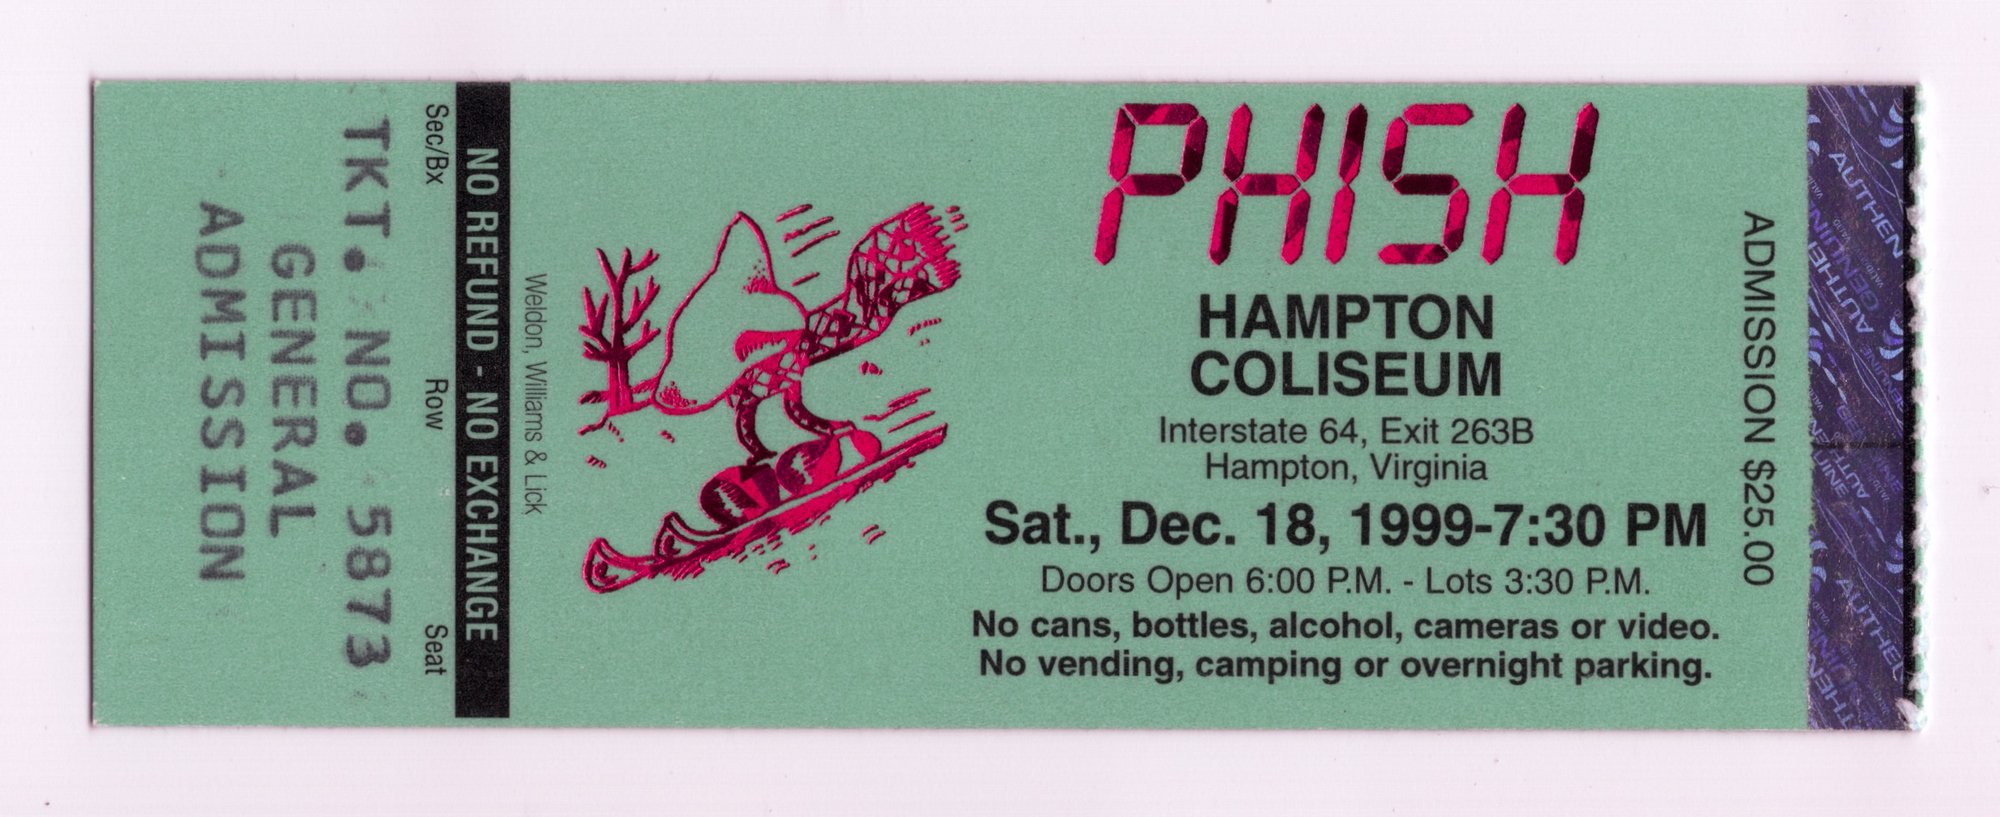 PHISH
HAMPTON
COLISEUM
Interstate 64, Exit 263B
Hampton, Virginia
Sat., Dec. 18, 1999-7:30 PM
Doors Open 6:00 P.M. - Lots 3:30 P.M.
No cans, bottles, alcohol, cameras or video.
No vending, camping or overnight parking.
ADMISSION $25.00
Weldon, Williams & Lick
NO REFUND - NO EXCHANGE
Sec/Bx Row Seat
TKT. NO. 5873
GENERAL
ADMISSION